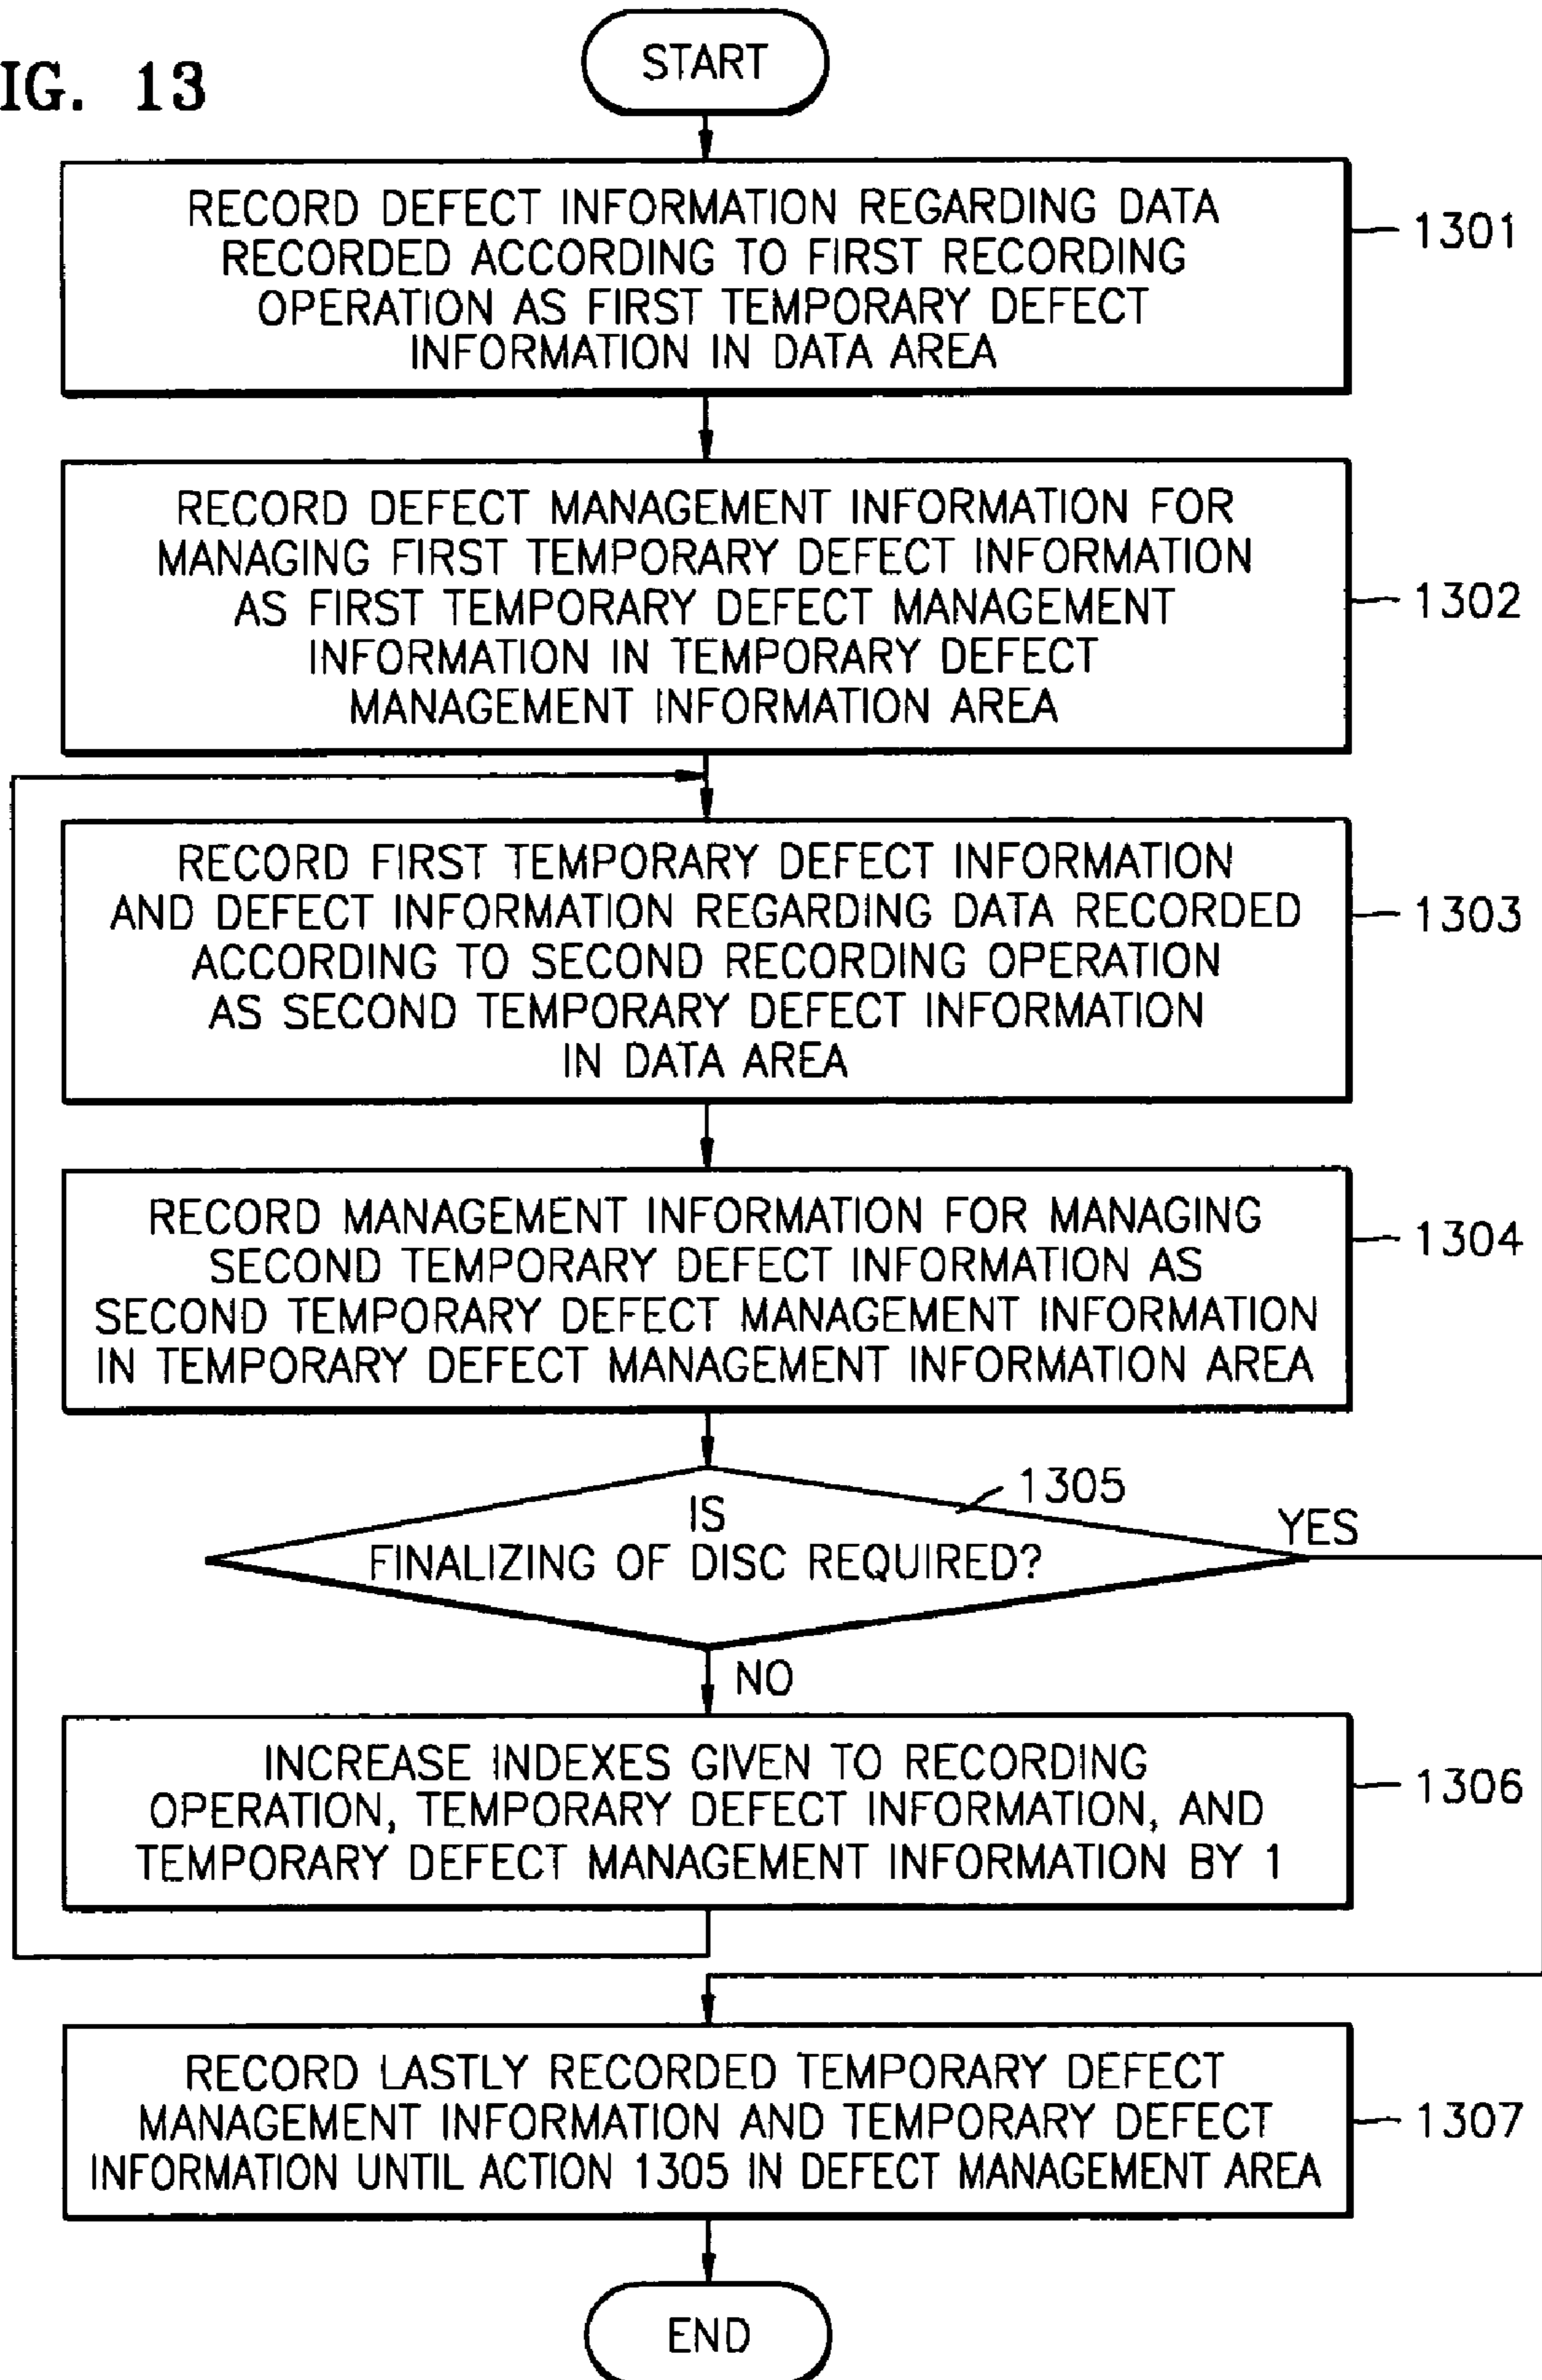 IG. 13
START
RECORD DEFECT INFORMATION REGARDING DATA
RECORDED ACCORDING TO FIRST RECORDING
OPERATION AS FIRST TEMPORARY DEFECT
INFORMATION IN DATA AREA
1301
RECORD DEFECT MANAGEMENT INFORMATION FOR
MANAGING FIRST TEMPORARY DEFECT INFORMATION
AS FIRST TEMPORARY DEFECT MANAGEMENT
INFORMATION IN TEMPORARY DEFECT
MANAGEMENT INFORMATION AREA
1302
RECORD FIRST TEMPORARY DEFECT INFORMATION
AND DEFECT INFORMATION REGARDING DATA RECORDED
ACCORDING TO SECOND RECORDING OPERATION
AS SECOND TEMPORARY DEFECT INFORMATION
IN DATA AREA
1303
RECORD MANAGEMENT INFORMATION FOR MANAGING
SECOND TEMPORARY DEFECT INFORMATION AS
SECOND TEMPORARY DEFECT MANAGEMENT INFORMATION
IN TEMPORARY DEFECT MANAGEMENT INFORMATION AREA
1304
1305
IS
FINALIZING OF DISC REQUIRED?
YES
NO
INCREASE INDEXES GIVEN TO RECORDING
OPERATION, TEMPORARY DEFECT INFORMATION, AND
TEMPORARY DEFECT MANAGEMENT INFORMATION BY 1
1306
RECORD LASTLY RECORDED TEMPORARY DEFECT
MANAGEMENT INFORMATION AND TEMPORARY DEFECT
INFORMATION UNTIL ACTION 1305 IN DEFECT MANAGEMENT AREA
1307
END